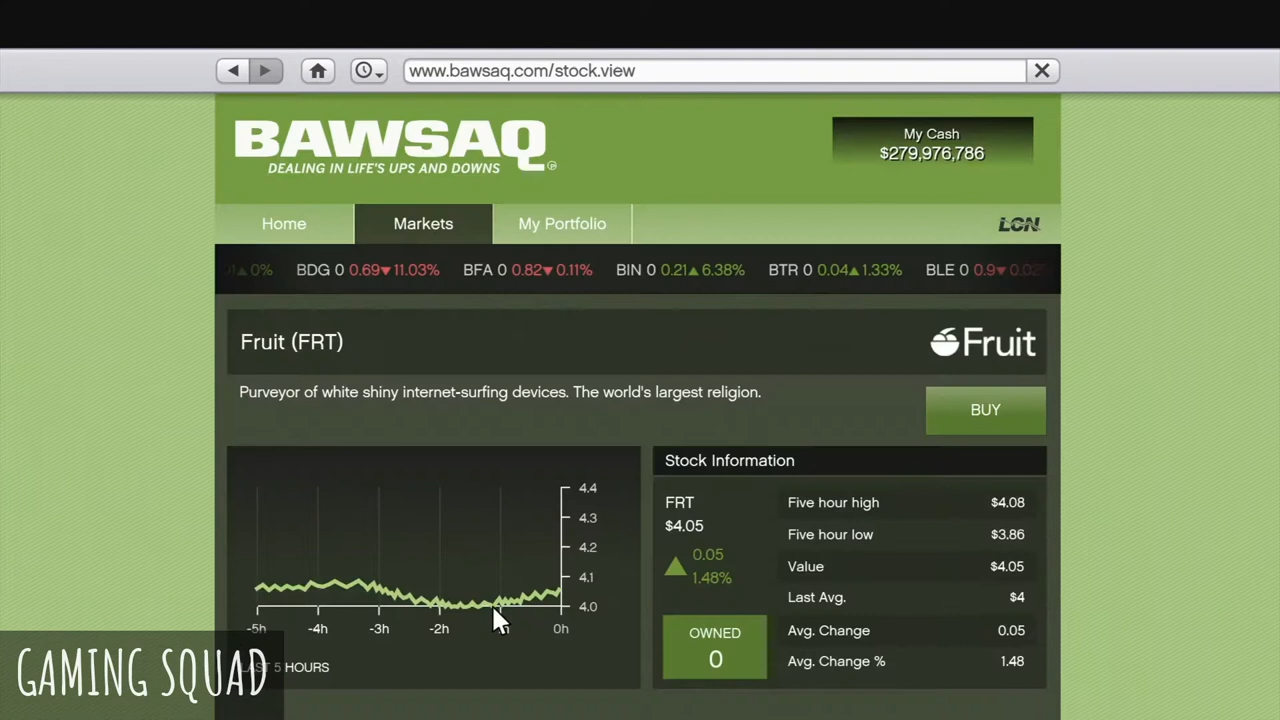 www.bawsaq.com/stock.view
BAWSAQ
DEALING IN LIFE'S UPS AND DOWNS
My Cash
$279,976,786
Home
Markets
My Portfolio
LCN
0% BDG 0 0.69 11.03% BFA 0 0.82 0.11% BIN 0 0.21 6.38% BTR 0 0.04 1.33% BLE 0 0.9
Fruit (FRT)
Fruit
Purveyor of white shiny internet-surfing devices. The world's largest religion.
BUY
4.4
4.3
4.2
4.1
4.0
-5h -4h -3h -2h 0h
5 HOURS
Stock Information
FRT
$4.05
0.05
1.48%
OWNED
0
Five hour high $4.08
Five hour low $3.86
Value $4.05
Last Avg. $4
Avg. Change 0.05
Avg. Change % 1.48
GAMING SQUAD